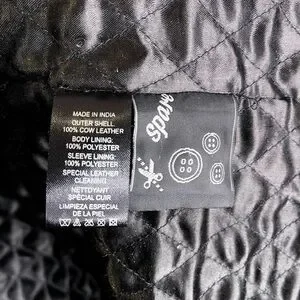 MADE IN INDIA
OUTER SHELL:
100% COW LEATHER
BODY LINING:
100% POLYESTER
SLEEVE LINING:
100% POLYESTER
SPECIAL LEATHER
CLEANING
NETTOYANT
SPÉCIAL CUIR
LIMPIEZA ESPECIAL
DE LA PIEL
Spare